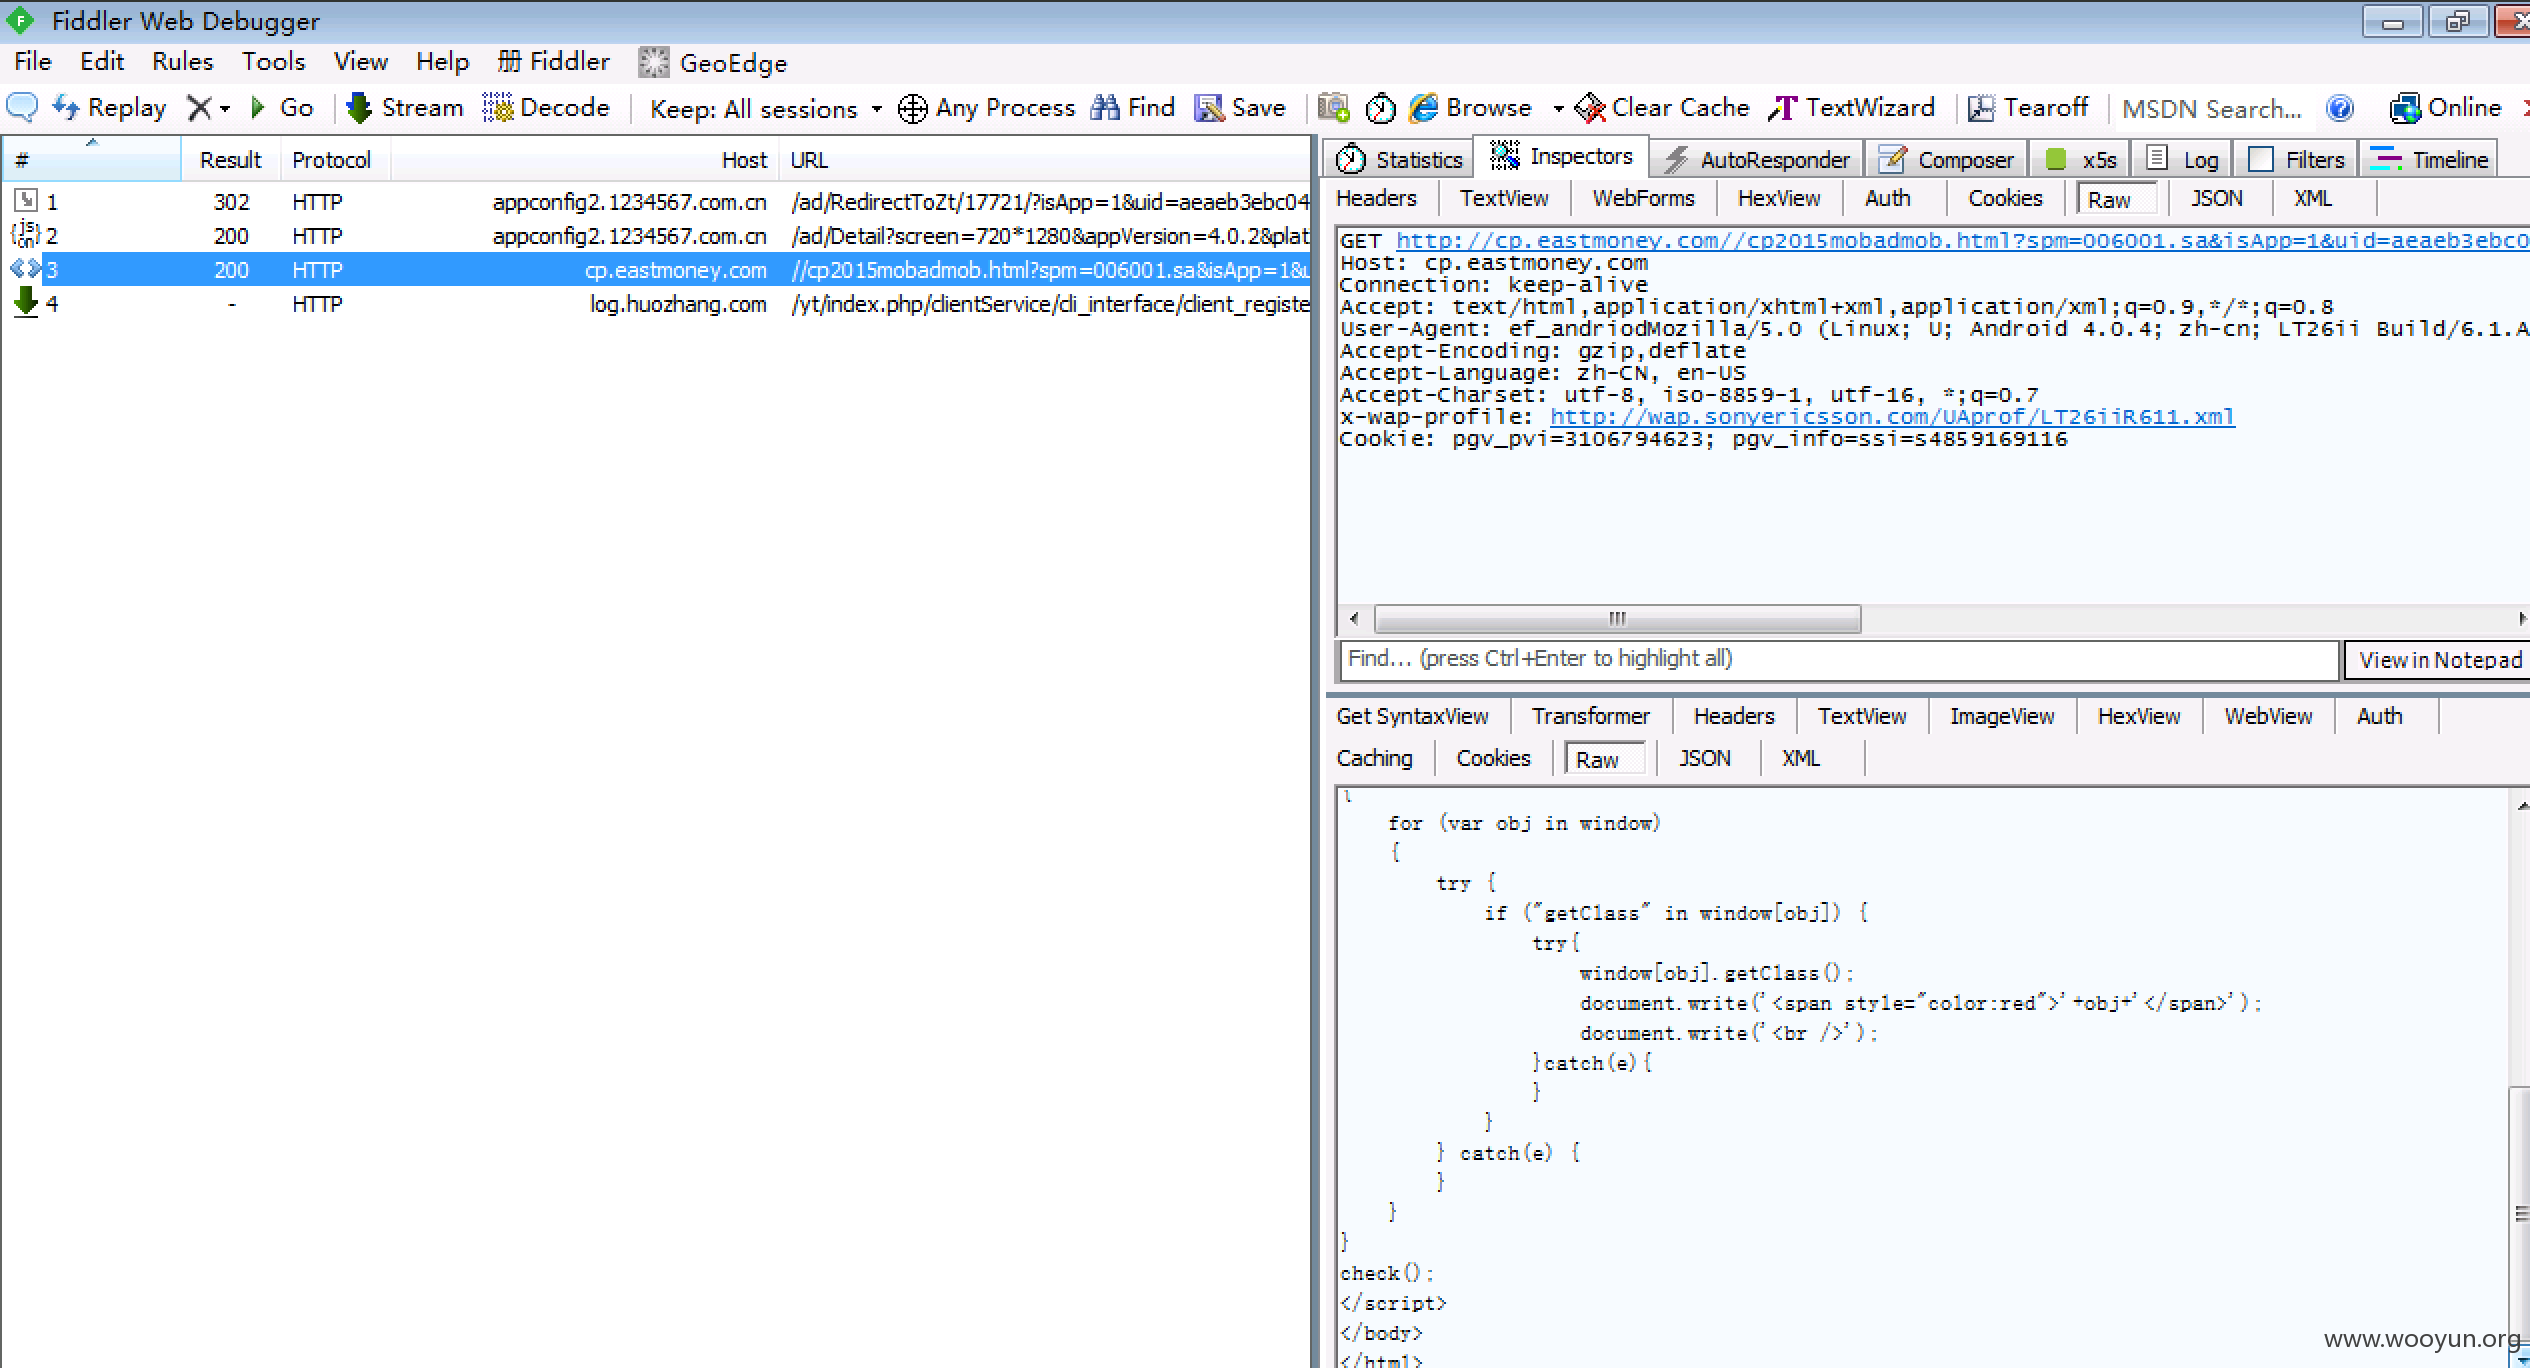 Fiddler Web Debugger
File Edit Rules Tools View Help 册 Fiddler GeoEdge
Replay Go Stream Decode Keep: All sessions Any Process Find Save Browse Clear Cache TextWizard Tearoff MSDN Search... Online
# Result Protocol Host URL
1 302 HTTP appconfig2.1234567.com.cn /ad/RedirectToZt/17721/?isApp=1&uid=aeaeb3ebc04
2 200 HTTP appconfig2.1234567.com.cn /ad/Detail?screen=720*1280&appVersion=4.0.2&plat
3 200 HTTP cp.eastmoney.com //cp2015mobadmob.html?spm=006001.sa&isApp=1&u
4 - HTTP log.huozhang.com /yt/index.php/clientService/cli_interface/client_registe
Statistics Inspectors AutoResponder Composer x5s Log Filters Timeline
Headers TextView WebForms HexView Auth Cookies Raw JSON XML
GET http://cp.eastmoney.com//cp2015mobadmob.html?spm=006001.sa&isApp=1&uid=aeaeb3ebc0
Host: cp.eastmoney.com
Connection: keep-alive
Accept: text/html,application/xhtml+xml,application/xml;q=0.9,*/*;q=0.8
User-Agent: ef_andriodMozilla/5.0 (Linux; U; Android 4.0.4; zh-cn; LT26ii Build/6.1.A
Accept-Encoding: gzip,deflate
Accept-Language: zh-CN, en-US
Accept-Charset: utf-8, iso-8859-1, utf-16, *;q=0.7
x-wap-profile: http://wap.sonyericsson.com/UAprof/LT26iiR611.xml
Cookie: pgv_pvi=3106794623; pgv_info=ssi=s4859169116
Find... (press Ctrl+Enter to highlight all) View in Notepad
Get SyntaxView Transformer Headers TextView ImageView HexView WebView Auth
Caching Cookies Raw JSON XML
for (var obj in window)
{
try {
if ("getClass" in window[obj]) {
try{
window[obj].getClass();
document.write('<span style="color:red">'+obj+'</span>');
document.write('<br />');
}catch(e){
}
}
} catch(e) {
}
}
}
check();
</script>
</body>
</html>
www.wooyun.org